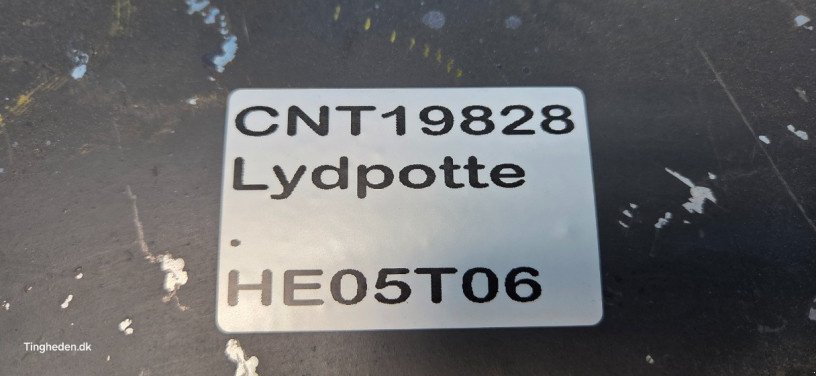 CNT19828
Lydpotte
.
HE05T06
Tingheden.dk